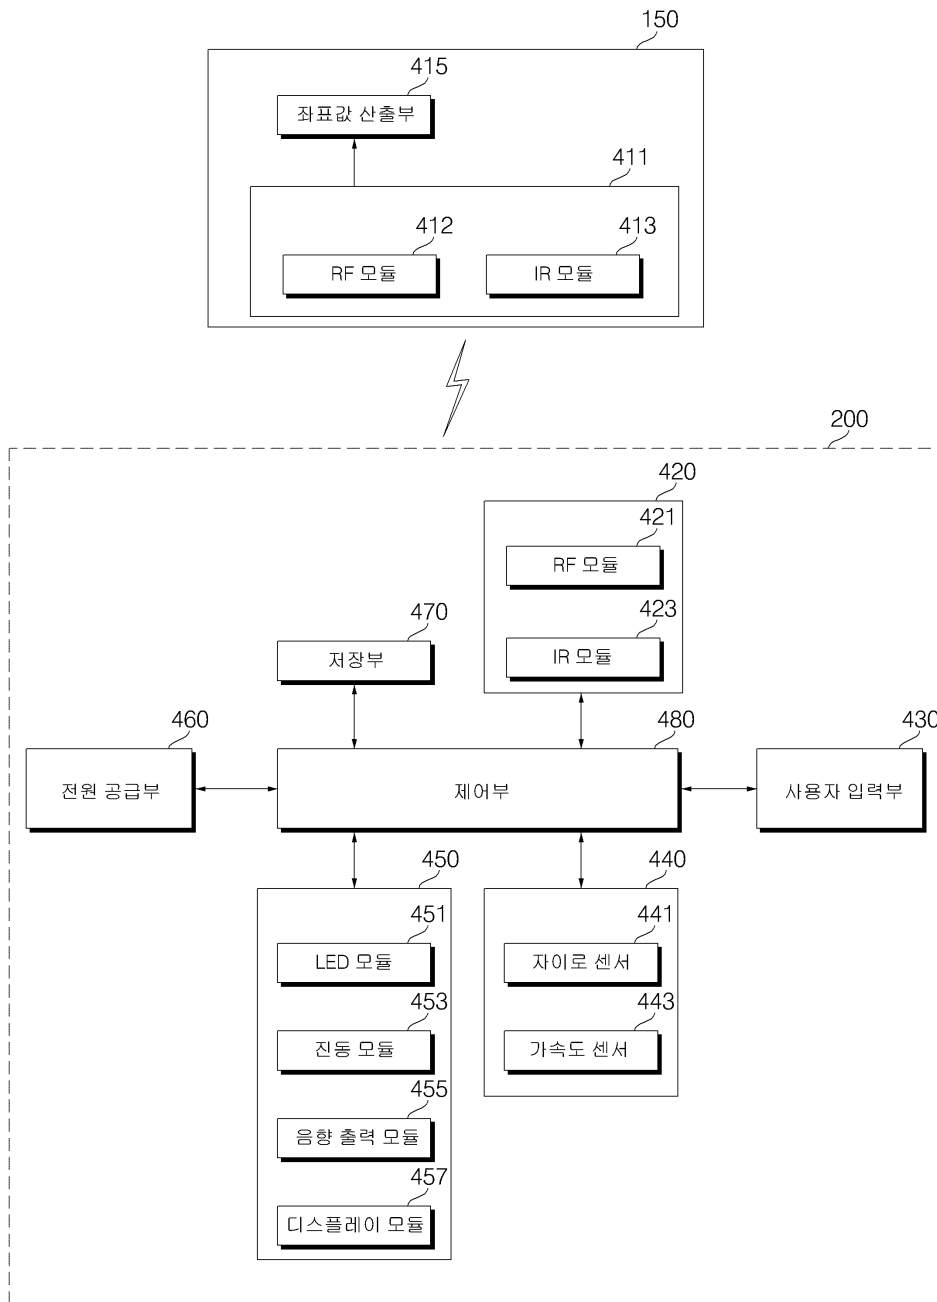 150
415
좌표값 산출부
411
412
413
RF 모듈
IR 모듈
200
420
421
RF 모듈
423
IR 모듈
470
저장부
460
480
430
전원 공급부
제어부
사용자 입력부
450
440
451
441
LED 모듈
자이로 센서
453
443
진동 모듈
가속도 센서
455
음향 출력 모듈
457
디스플레이 모듈